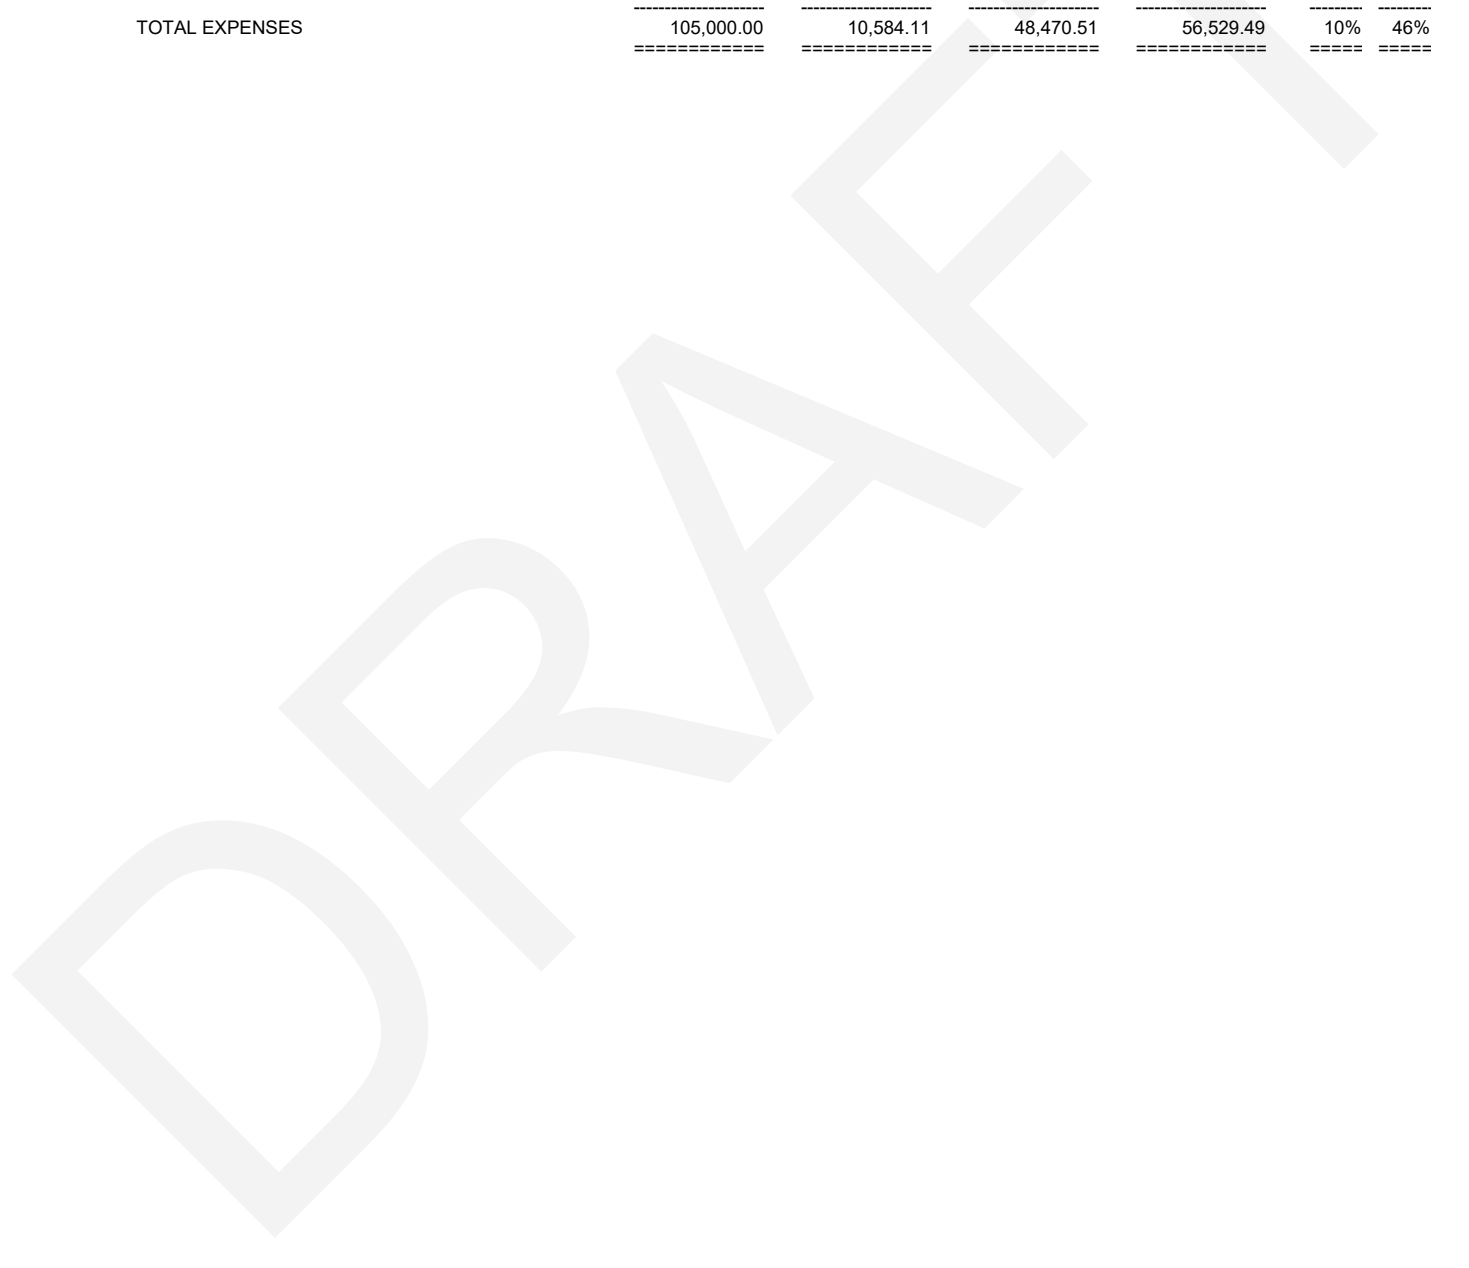 --------------------- --------------------- --------------------- --------------------- -------- --------
TOTAL EXPENSES 105,000.00 10,584.11 48,470.51 56,529.49 10% 46%
============ ============ ============ ============ ===== =====
DRAFT